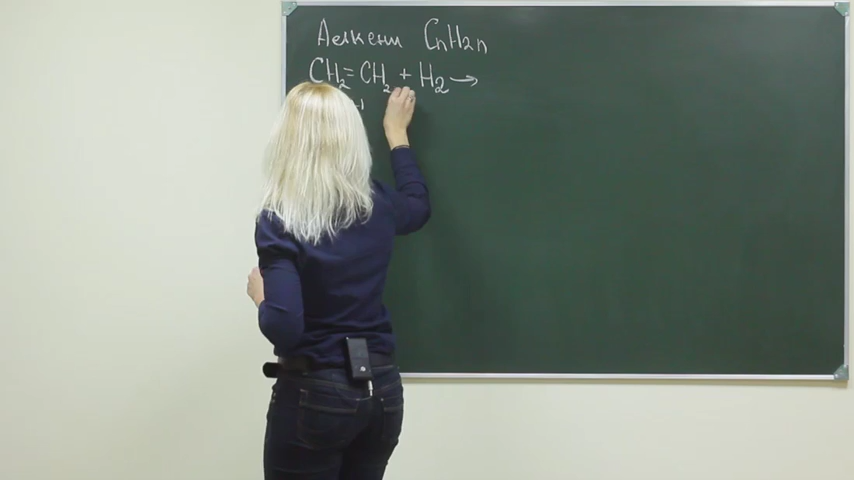 Алкени CnH2n
CH2=CH2 + H2 →